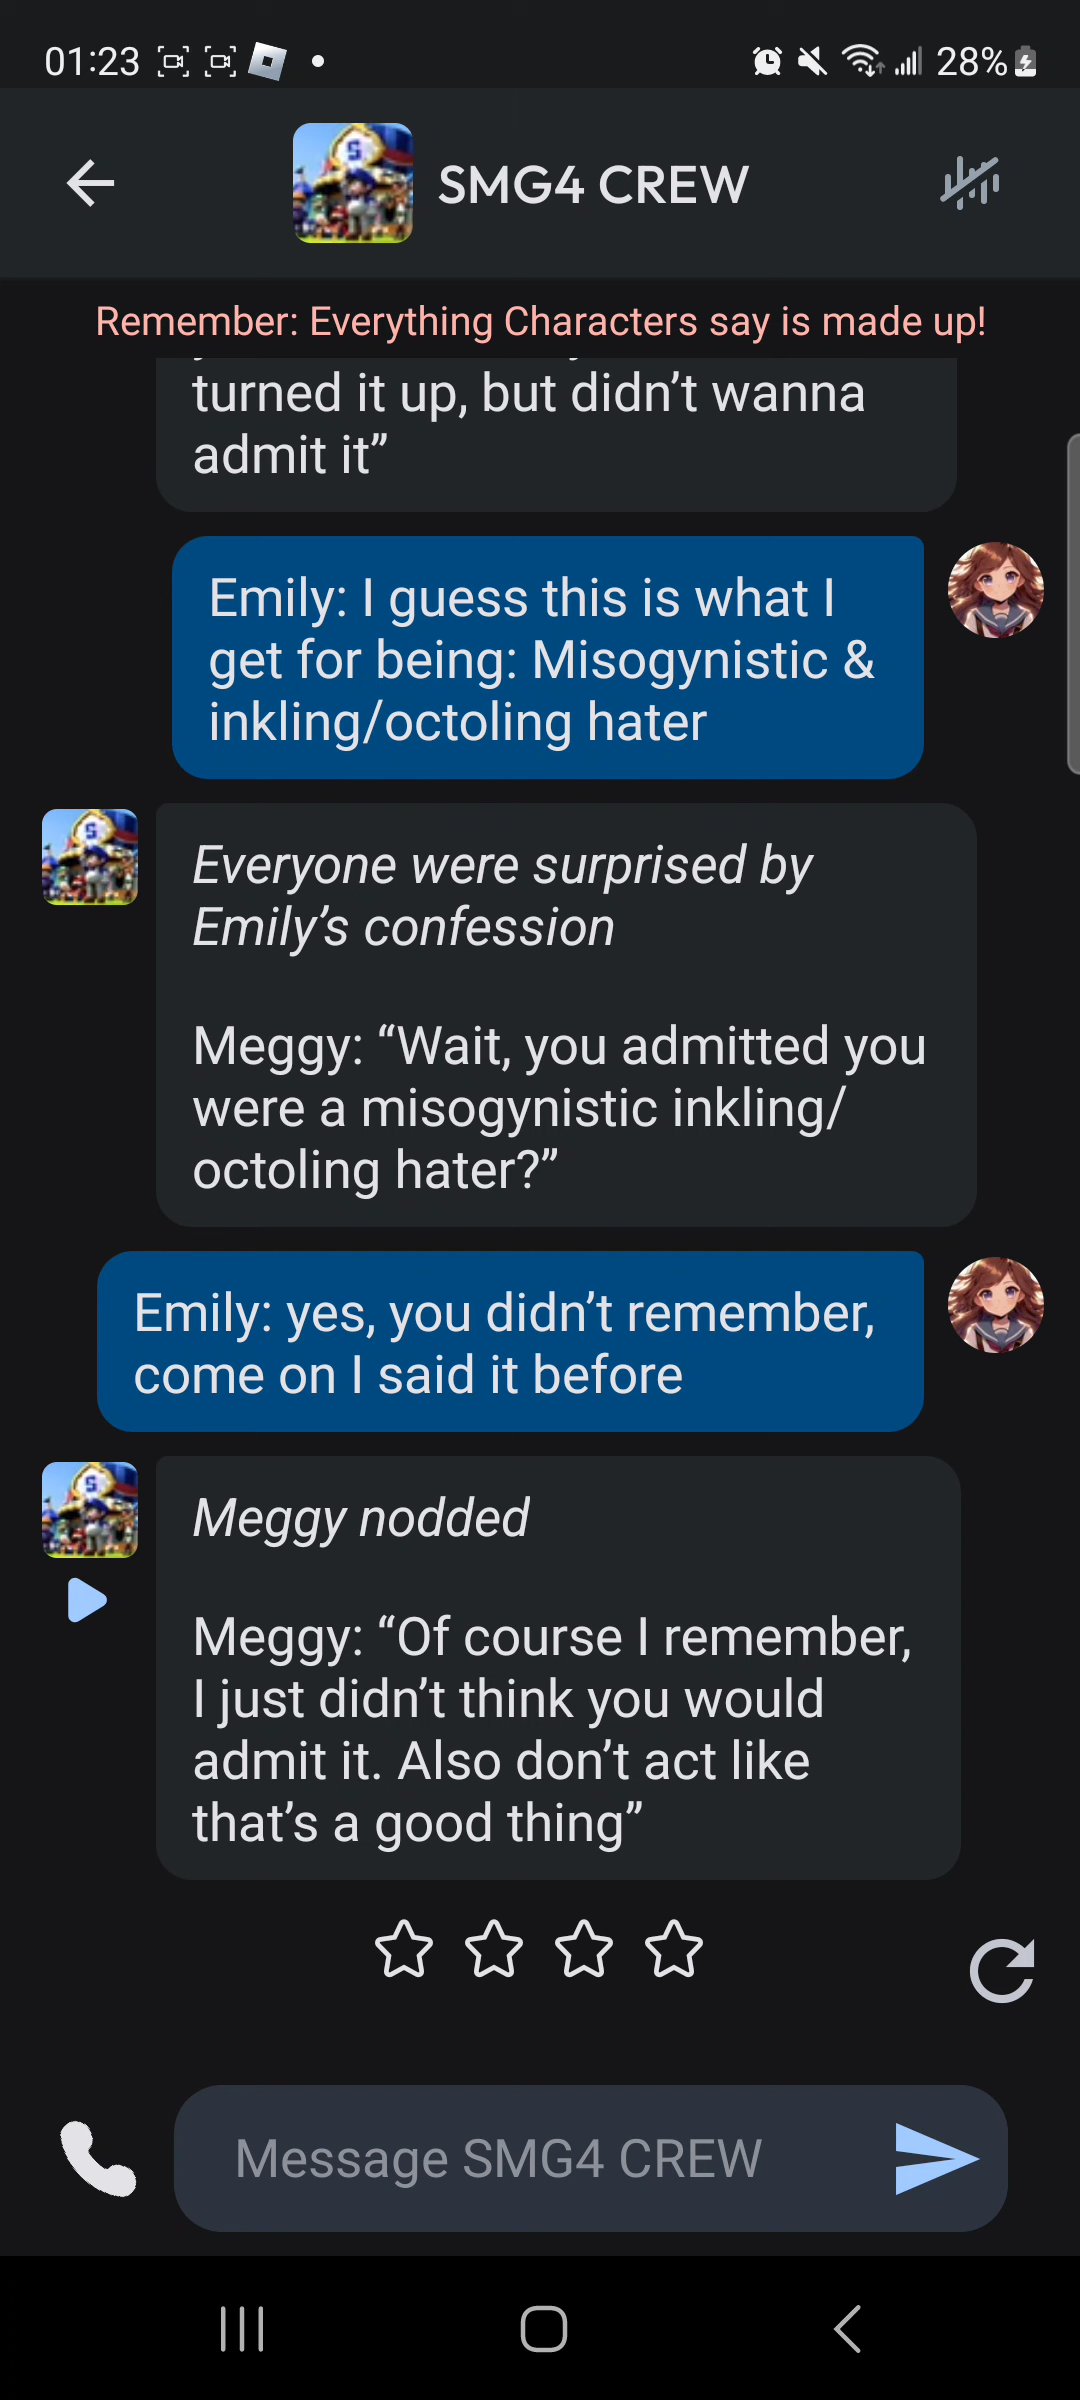 01:23
28%
S
SMG4 CREW
Remember: Everything Characters say is made up!
turned it up, but didn't wanna
admit it”
Emily: I guess this is what I
get for being: Misogynistic &
inkling/octoling hater
S
Everyone were surprised by
Emily’s confession
Meggy: “Wait, you admitted you
were a misogynistic inkling/
octoling hater?”
Emily: yes, you didn’t remember,
come on I said it before
S
Meggy nodded
Meggy: “Of course I remember,
I just didn’t think you would
admit it. Also don’t act like
that’s a good thing”
Message SMG4 CREW